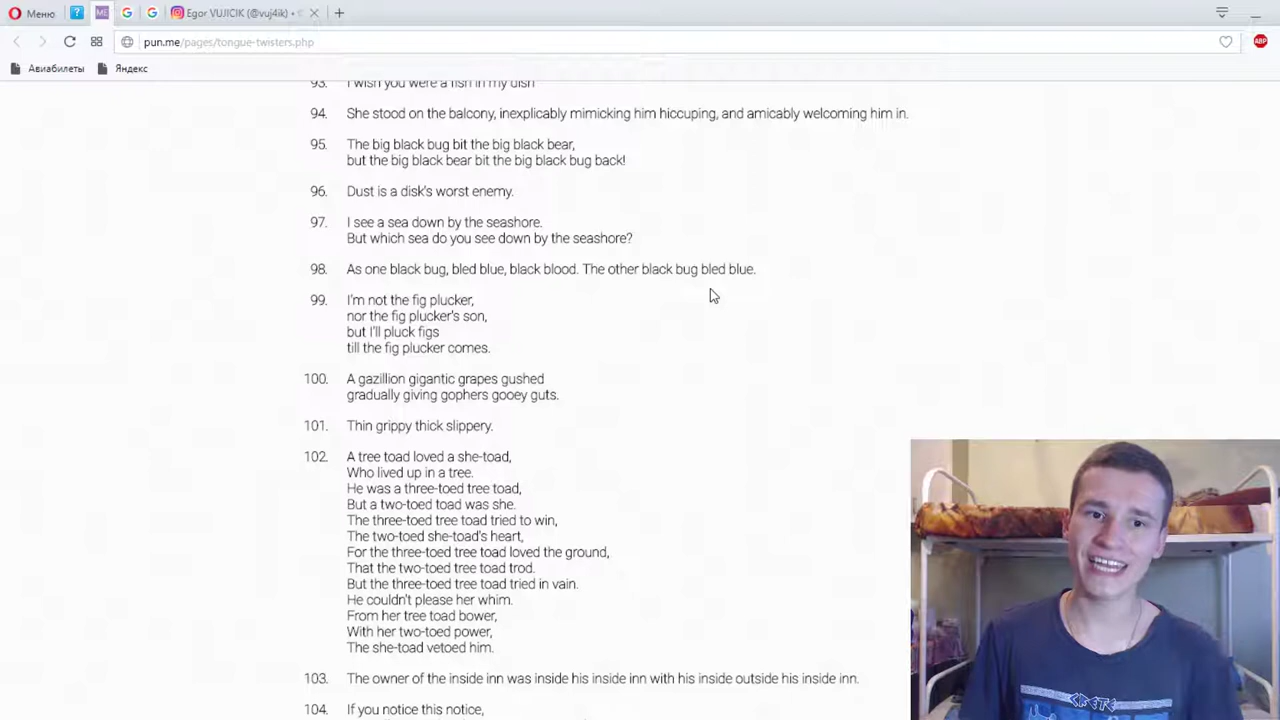 Меню
?
ME
G
G
Egor VUJICIK (@vuj4ik) •
pun.me/pages/tongue-twisters.php
ABP
Авиабилеты
Яндекс
93. I wish you were a fish in my dish
94. She stood on the balcony, inexplicably mimicking him hiccuping, and amicably welcoming him in.
95. The big black bug bit the big black bear,
but the big black bear bit the big black bug back!
96. Dust is a disk's worst enemy.
97. I see a sea down by the seashore.
But which sea do you see down by the seashore?
98. As one black bug, bled blue, black blood. The other black bug bled blue.
99. I'm not the fig plucker,
nor the fig plucker's son,
but I'll pluck figs
till the fig plucker comes.
100. A gazillion gigantic grapes gushed
gradually giving gophers gooey guts.
101. Thin grippy thick slippery.
102. A tree toad loved a she-toad,
Who lived up in a tree.
He was a three-toed tree toad,
But a two-toed toad was she.
The three-toed tree toad tried to win,
The two-toed she-toad's heart,
For the three-toed tree toad loved the ground,
That the two-toed tree toad trod.
But the three-toed tree toad tried in vain.
He couldn't please her whim.
From her tree toad bower,
With her two-toed power,
The she-toad vetoed him.
103. The owner of the inside inn was inside his inside inn with his inside outside his inside inn.
104. If you notice this notice,
CRETE